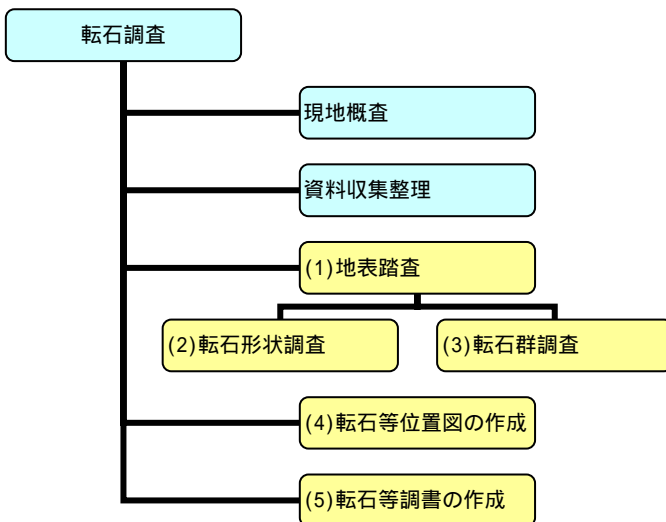 転石調査
現地概査
資料収集整理
(1)地表踏査
(2)転石形状調査
(3)転石群調査
(4)転石等位置図の作成
(5)転石等調書の作成